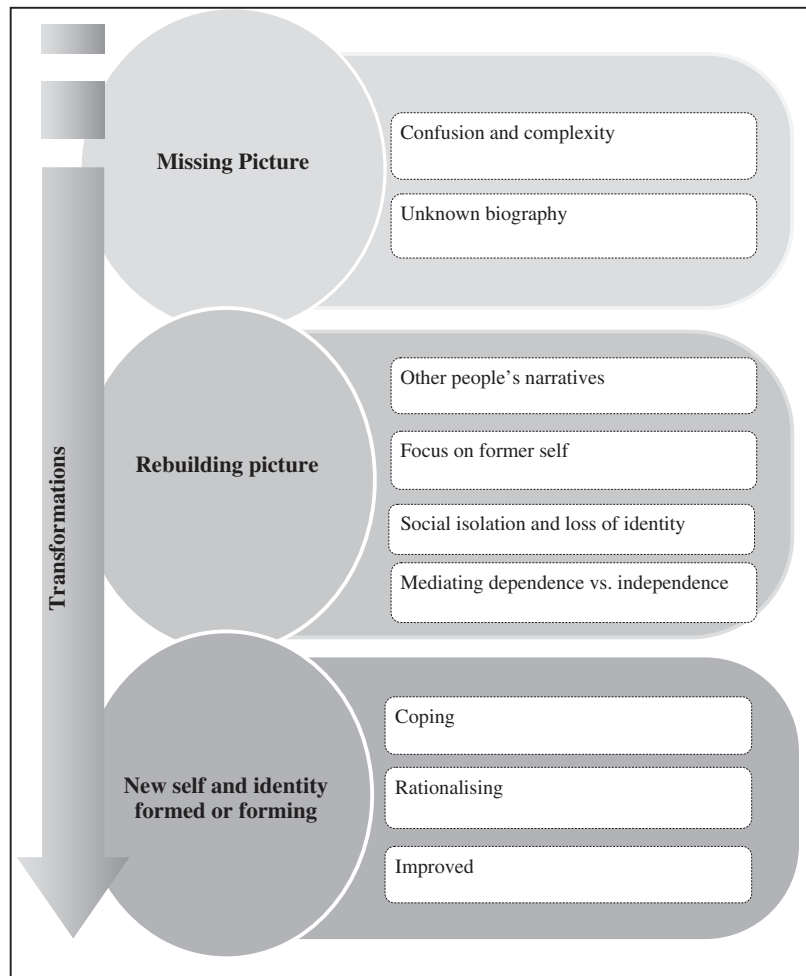 Transformations
Missing Picture
Confusion and complexity
Unknown biography
Rebuilding picture
Other people’s narratives
Focus on former self
Social isolation and loss of identity
Mediating dependence vs. independence
New self and identity
formed or forming
Coping
Rationalising
Improved